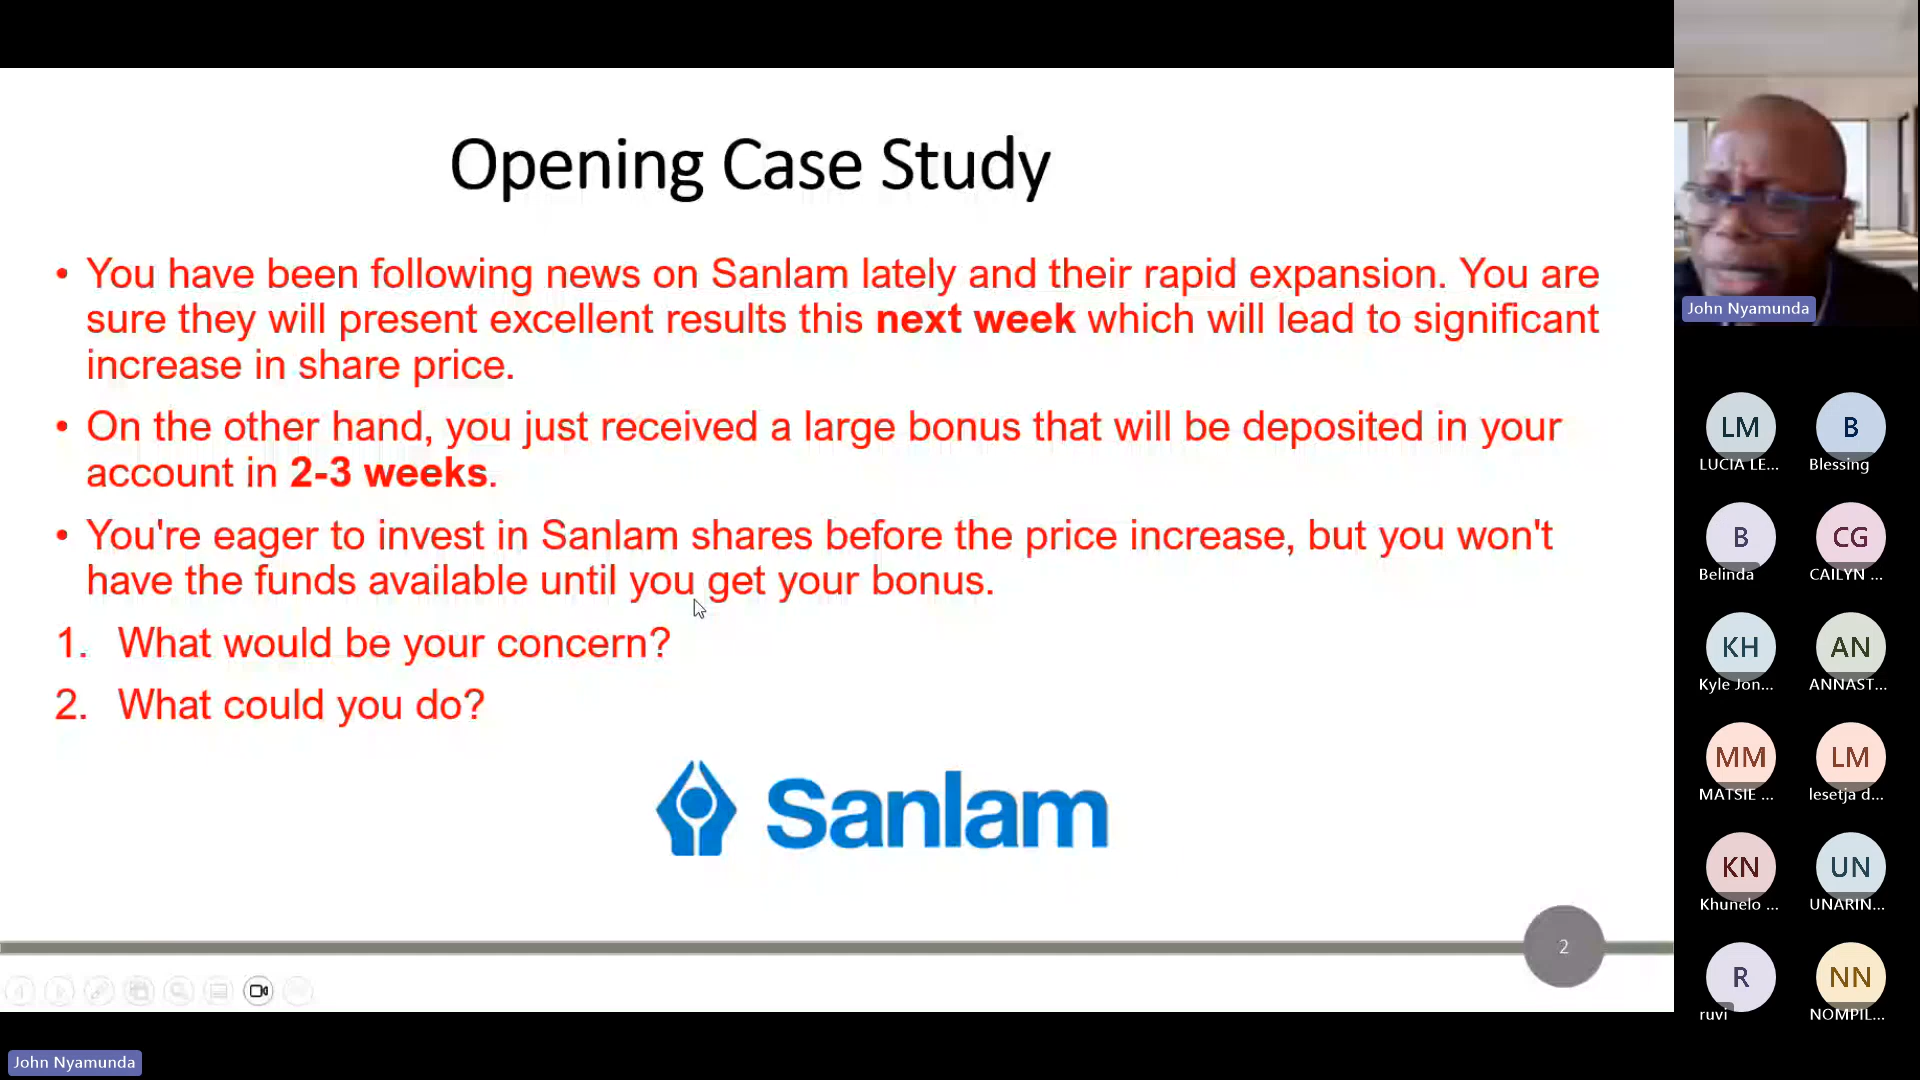 Opening Case Study
• You have been following news on Sanlam lately and their rapid expansion. You are
sure they will present excellent results this next week which will lead to significant
increase in share price.
• On the other hand, you just received a large bonus that will be deposited in your
account in 2-3 weeks.
• You're eager to invest in Sanlam shares before the price increase, but you won't
have the funds available until you get your bonus.
1. What would be your concern?
2. What could you do?
Sanlam
2
John Nyamunda
John Nyamunda
LM
B
LUCIA LE...
Blessing
B
CG
Belinda
CAILYN ...
KH
AN
Kyle Jon...
ANNAST...
MM
LM
MATSIE ...
lesetja d...
KN
UN
Khunelo ...
UNARIN...
R
NN
ruvi
NOMPIL...